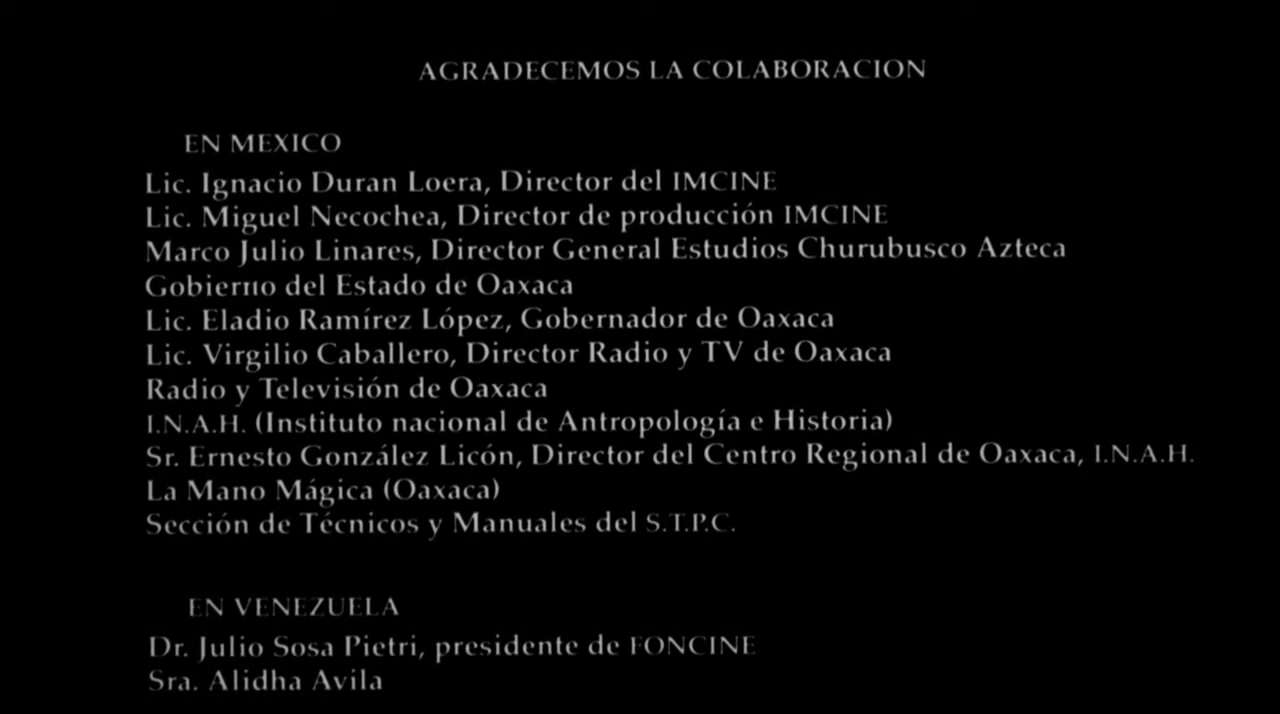 AGRADECEMOS LA COLABORACION
EN MEXICO
Lic. Ignacio Duran Loera, Director del IMCINE
Lic. Miguel Necochea, Director de producción IMCINE
Marco Julio Linares, Director General Estudios Churubusco Azteca
Gobierno del Estado de Oaxaca
Lic. Eladio Ramírez López, Gobernador de Oaxaca
Lic. Virgilio Caballero, Director Radio y TV de Oaxaca
Radio y Televisión de Oaxaca
I.N.A.H. (Instituto nacional de Antropología e Historia)
Sr. Ernesto González Licón, Director del Centro Regional de Oaxaca, I.N.A.H.
La Mano Mágica (Oaxaca)
Sección de Técnicos y Manuales del S.T.P.C.
EN VENEZUELA
Dr. Julio Sosa Pietri, presidente de FONCINE
Sra. Alidha Avila